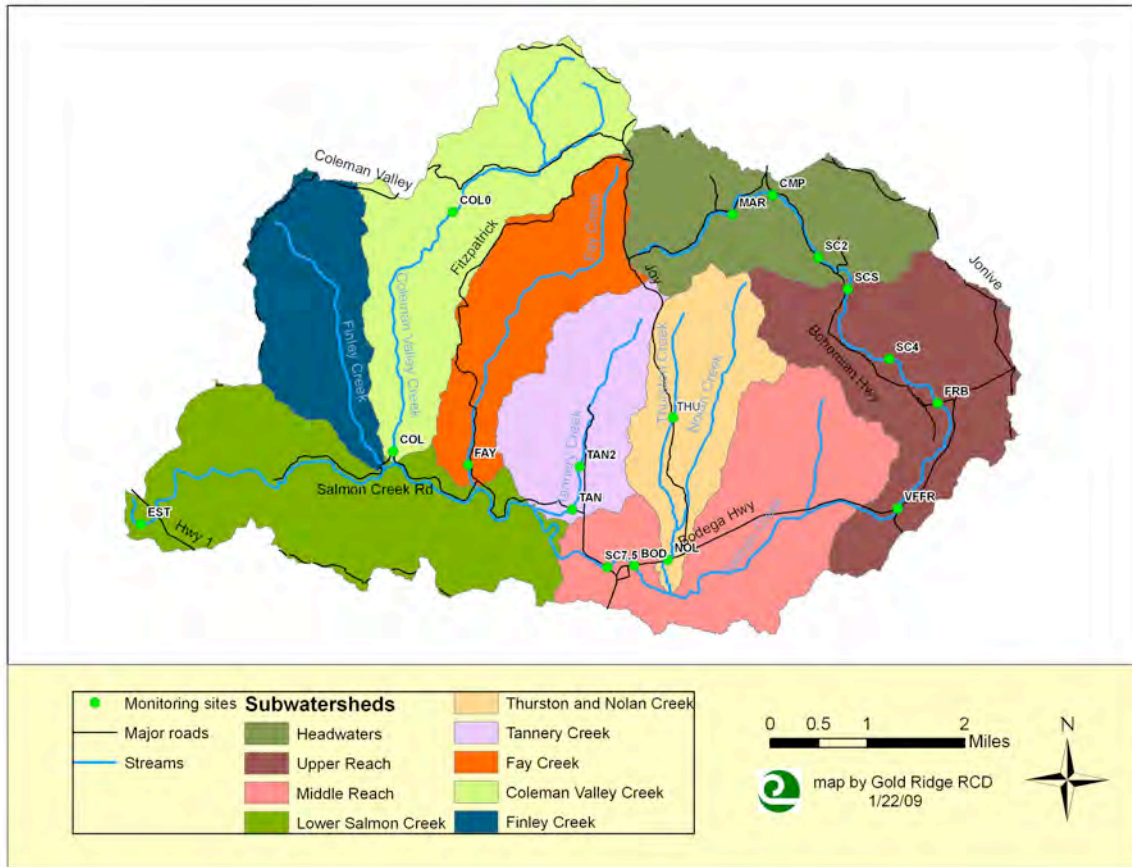 Coleman Valley
COL0
Fitzpatrick
Fay Creek
MAR
CMP
SC2
SCS
Joy
Jonive
Finley Creek
Coleman Valley Creek
Thurston Creek
Nolan Creek
Bohemian Hwy
SC4
FRB
THU
COL
FAY
Salmon Creek Rd
TAN2
Tannery Creek
TAN
EST
Hwy 1
SC7.5
BOD
NOL
Bodega Hwy
VFFR
Monitoring sites
Major roads
Streams
Subwatersheds
Headwaters
Upper Reach
Middle Reach
Lower Salmon Creek
Thurston and Nolan Creek
Tannery Creek
Fay Creek
Coleman Valley Creek
Finley Creek
0 0.5 1 2
Miles
map by Gold Ridge RCD
1/22/09
N